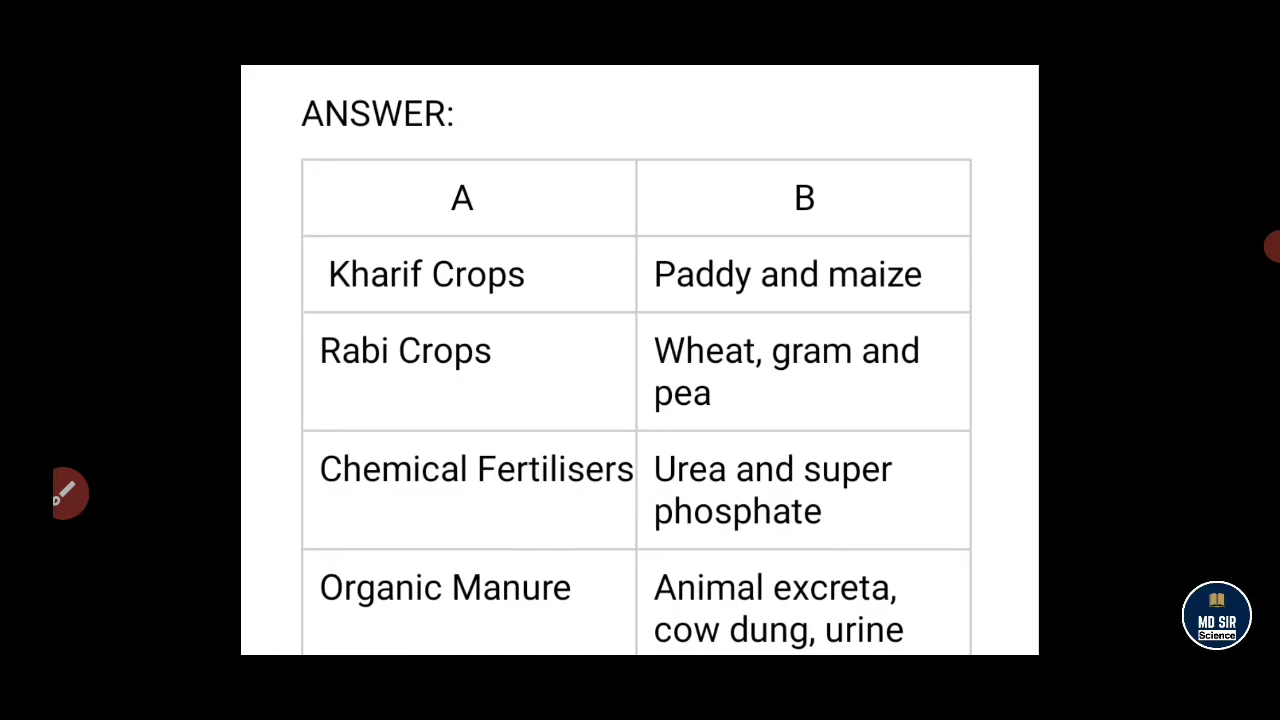 ANSWER:
A B
Kharif Crops Paddy and maize
Rabi Crops Wheat, gram and
pea
Chemical Fertilisers Urea and super
phosphate
Organic Manure Animal excreta,
cow dung, urine
MD SIR
Science